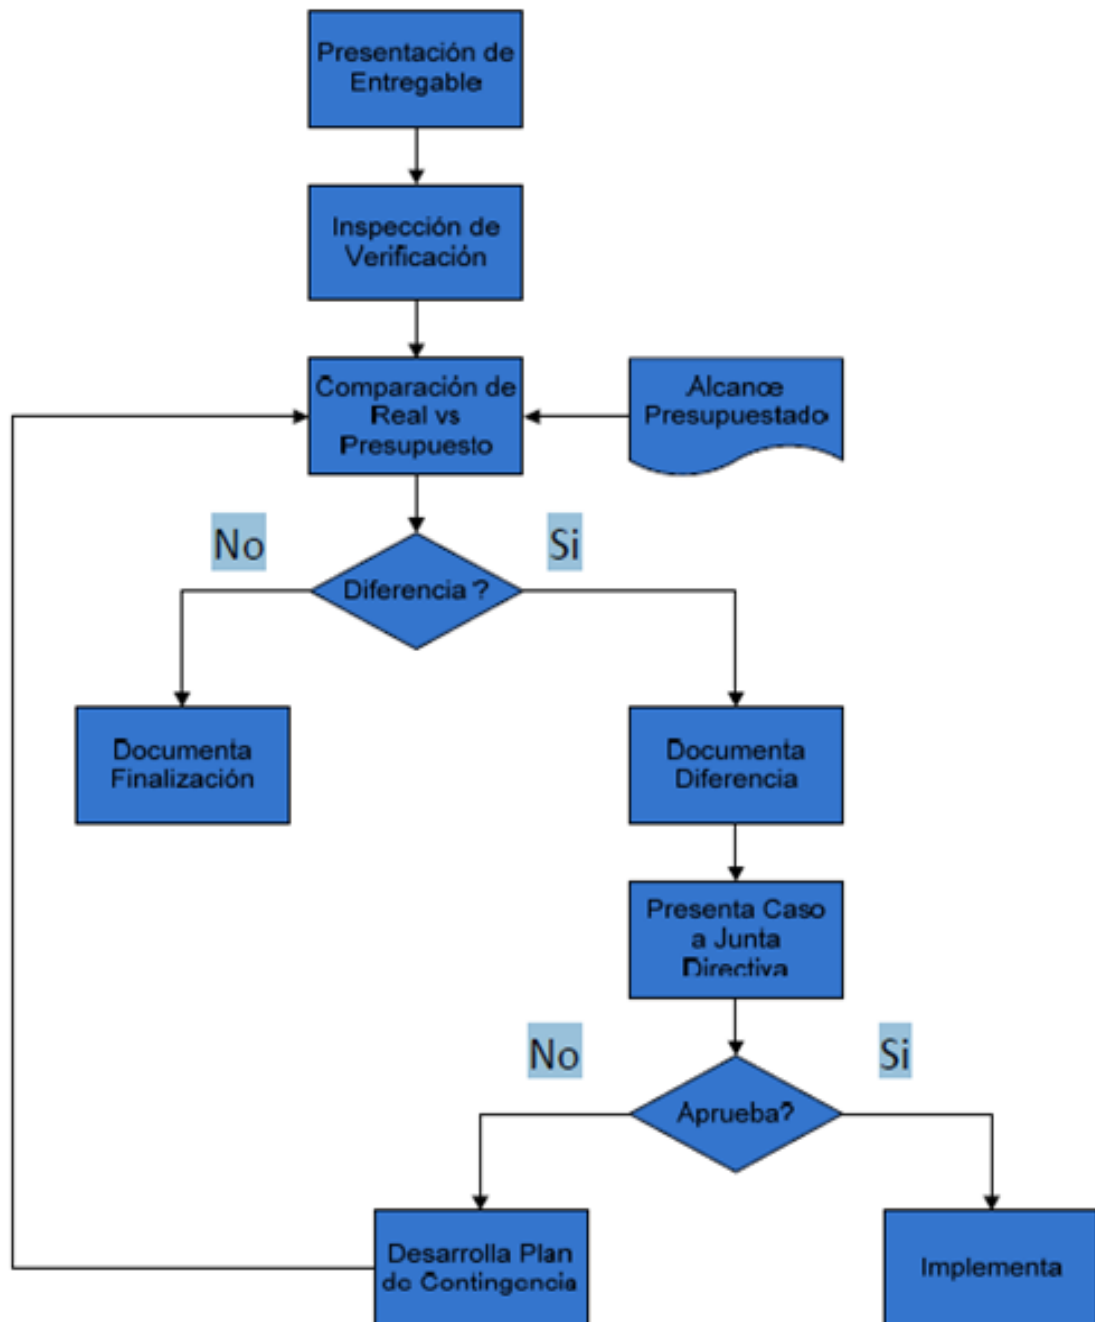 Presentación de
Entregable
Inspección de
Verificación
Comparación de
Real vs
Presupuesto
Alcance
Presupuestado
No
Si
Diferencia ?
Documenta
Finalización
Documenta
Diferencia
Presenta Caso
a Junta
Directiva
No
Si
Aprueba?
Desarrolla Plan
de Contingencia
Implementa